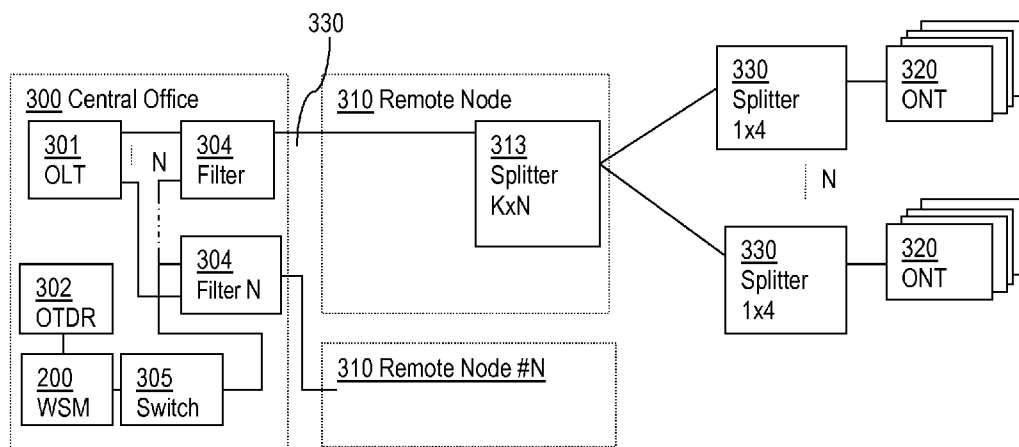 330
300 Central Office
301
OLT
N
304
Filter
304
Filter N
302
OTDR
200
WSM
305
Switch
310 Remote Node
313
Splitter
KxN
310 Remote Node #N
330
Splitter
1x4
320
ONT
N
330
Splitter
1x4
320
ONT